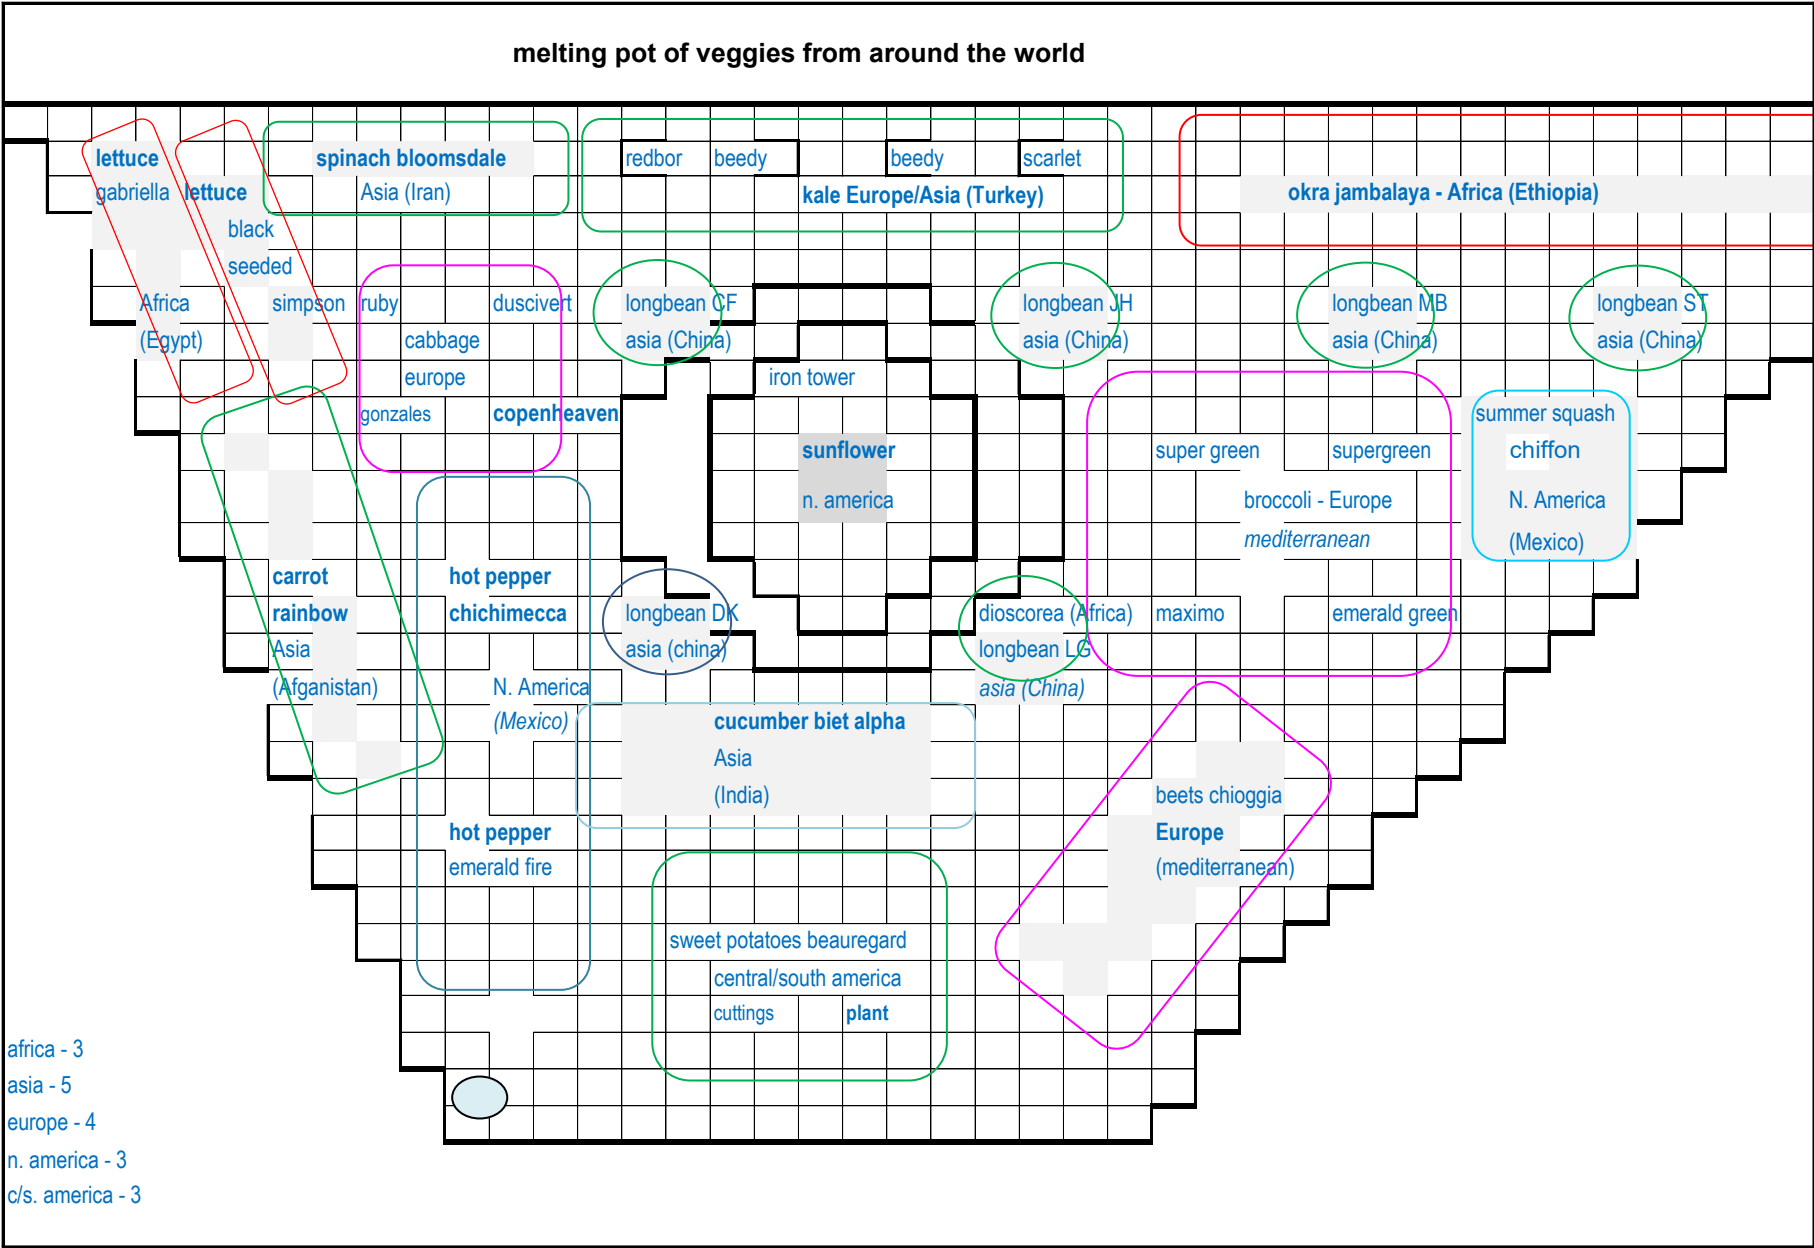 melting pot of veggies from around the world
lettuce
gabriella
lettuce
black
seeded
simpson
Africa
(Egypt)
spinach bloomsdale
Asia (Iran)
redbor
beedy
beedy
scarlet
kale Europe/Asia (Turkey)
okra jambalaya - Africa (Ethiopia)
ruby
duscivert
cabbage
europe
gonzales
copenheaven
longbean CF
asia (China)
longbean JH
asia (China)
longbean MB
asia (China)
longbean ST
asia (China)
iron tower
sunflower
n. america
super green
supergreen
broccoli - Europe
mediterranean
maximo
emerald green
summer squash
chiffon
N. America
(Mexico)
carrot
rainbow
Asia
(Afganistan)
hot pepper
chichimecca
N. America
(Mexico)
longbean DK
asia (china)
dioscorea (Africa)
longbean LG
asia (China)
cucumber biet alpha
Asia
(India)
hot pepper
emerald fire
beets chioggia
Europe
(mediterranean)
sweet potatoes beauregard
central/south america
cuttings
plant
africa - 3
asia - 5
europe - 4
n. america - 3
c/s. america - 3